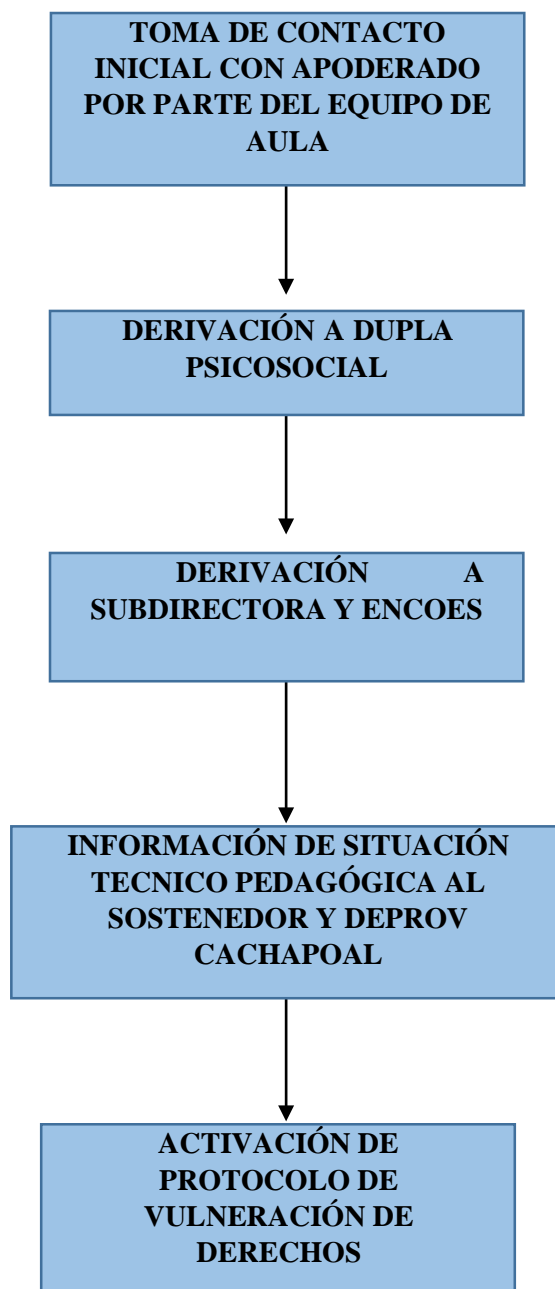 TOMA DE CONTACTO
INICIAL CON APODERADO
POR PARTE DEL EQUIPO DE
AULA
DERIVACIÓN A DUPLA
PSICOSOCIAL
DERIVACIÓN A
SUBDIRECTORA Y ENCOES
INFORMACIÓN DE SITUACIÓN
TECNICO PEDAGÓGICA AL
SOSTENEDOR Y DEPROV
CACHAPOAL
ACTIVACIÓN DE
PROTOCOLO DE
VULNERACIÓN DE
DERECHOS